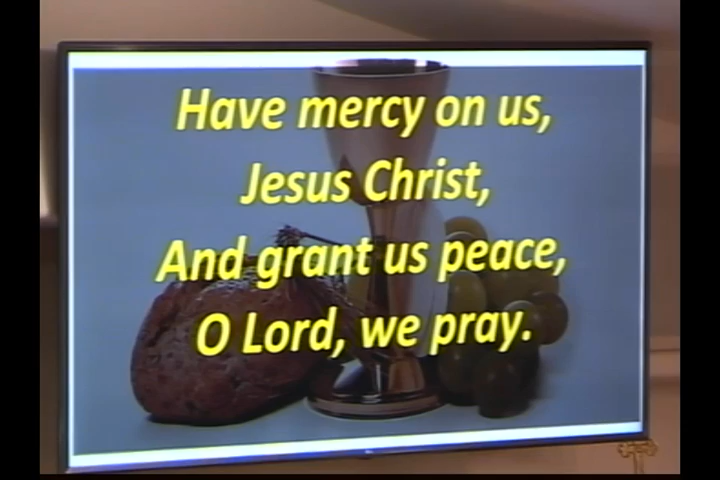 Have mercy on us,
Jesus Christ,
And grant us peace,
O Lord, we pray.